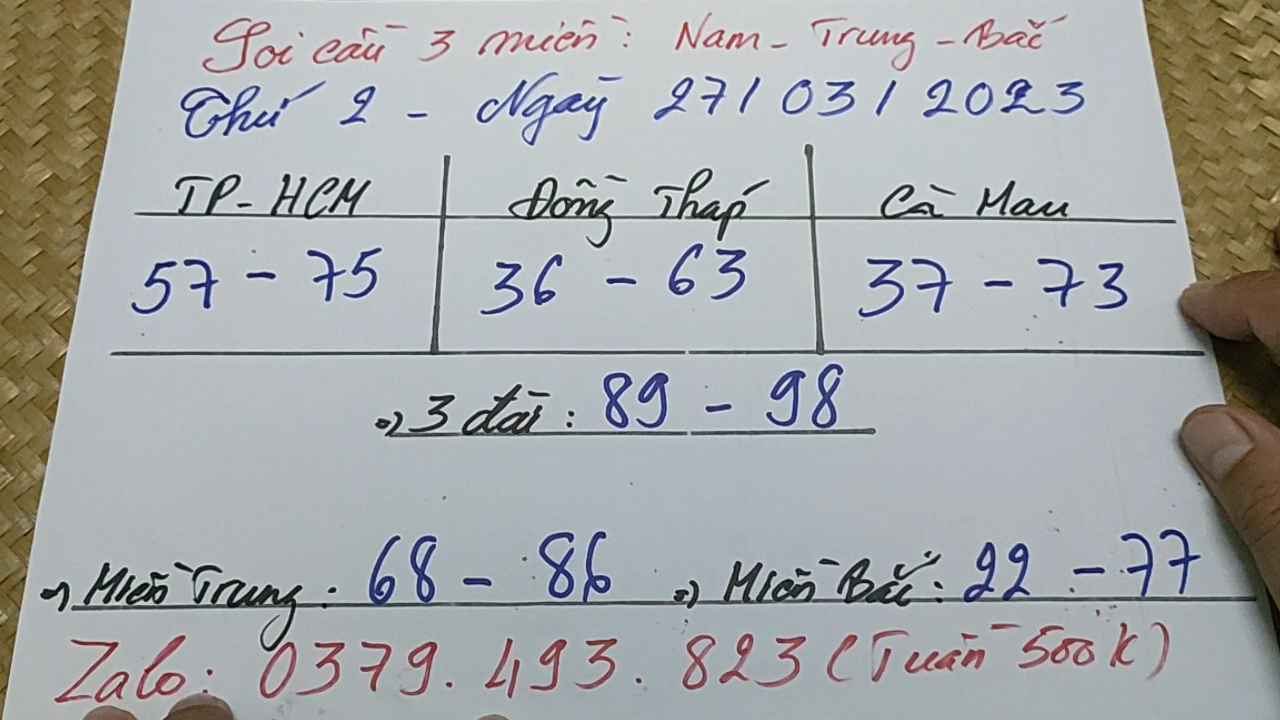 Soi cầu 3 miền: Nam - Trung - Bắc
Thứ 2 - Ngày 27/03/2023
TP-HCM Đồng Tháp Cà Mau
57 - 75 36 - 63 37 - 73
=> 3 đài: 89 - 98
=> Miền Trung: 68 - 86 => Miền Bắc: 22 - 77
Zalo: 0379.493.823 (Tuần 500k)